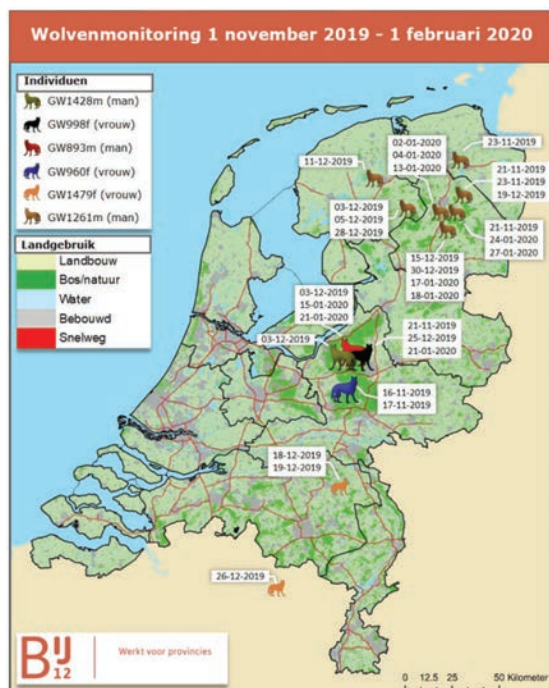 Wolvenmonitoring 1 november 2019 - 1 februari 2020
Individuen
GW1428m (man)
GW998f (vrouw)
GW893m (man)
GW960f (vrouw)
GW1479f (vrouw)
GW1261m (man)
Landgebruik
Landbouw
Bos/natuur
Water
Bebouwd
Snelweg
23-11-2019
02-01-2020
04-01-2020
13-01-2020
11-12-2019
21-11-2019
23-11-2019
19-12-2019
03-12-2019
05-12-2019
28-12-2019
21-11-2019
24-01-2020
27-01-2020
15-12-2019
30-12-2019
17-01-2020
18-01-2020
03-12-2019
15-01-2020
21-01-2020
03-12-2019
21-11-2019
25-12-2019
21-01-2020
16-11-2019
17-11-2019
18-12-2019
19-12-2019
26-12-2019
BIJ
12
Werkt voor provincies
0 12.5 25 50 Kilometer